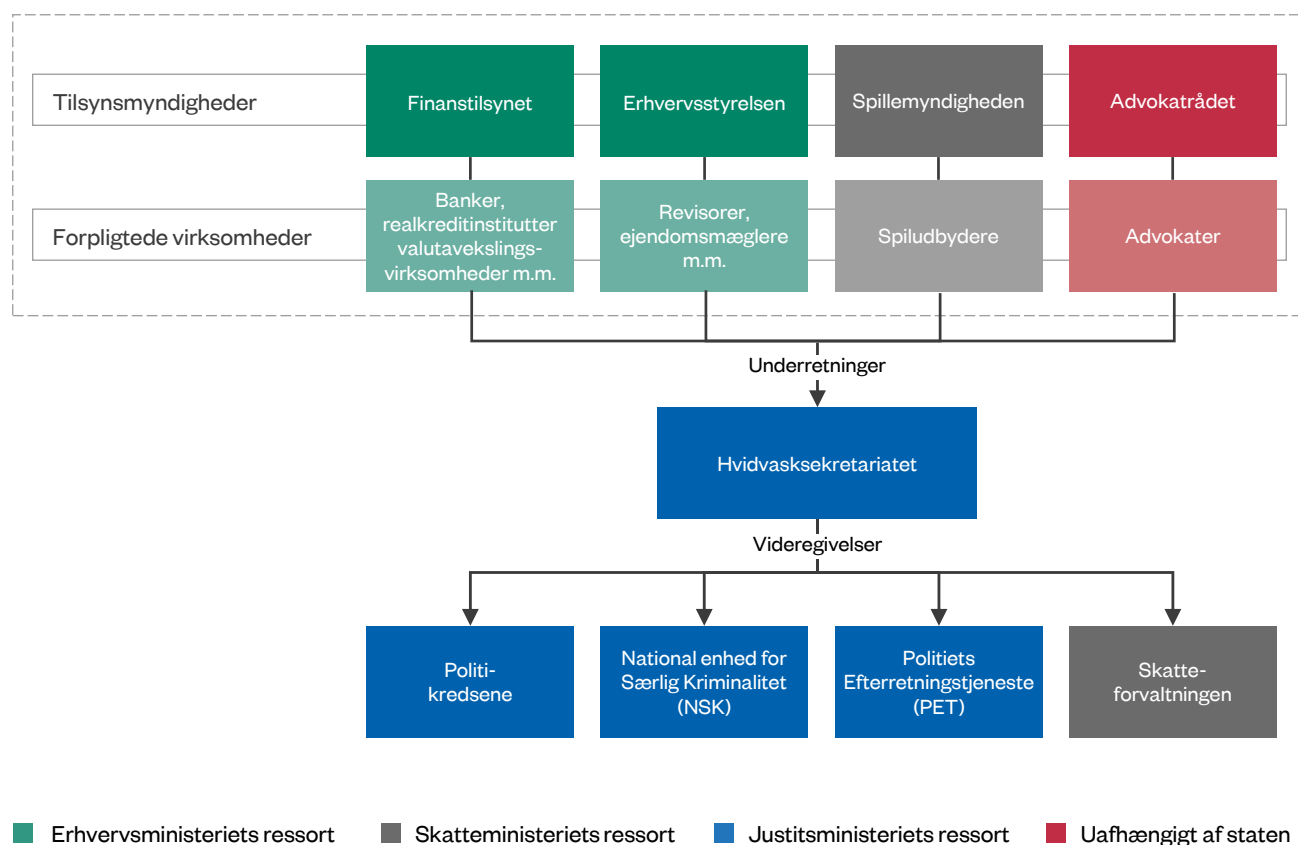 Tilsynsmyndigheder
Finanstilsynet
Erhvervsstyrelsen
Spillemyndigheden
Advokatrådet
Forpligtede virksomheder
Banker,
realkreditinstitutter
valutavekslings-
virksomheder m.m.
Revisorer,
ejendomsmæglere
m.m.
Spiludbydere
Advokater
Underretninger
Hvidvasksekretariatet
Videregivelser
Politi-
kredsene
National enhed for
Særlig Kriminalitet
(NSK)
Politiets
Efterretningstjeneste
(PET)
Skatte-
forvaltningen
Erhvervsministeriets ressort
Skatteministeriets ressort
Justitsministeriets ressort
Uafhængigt af staten